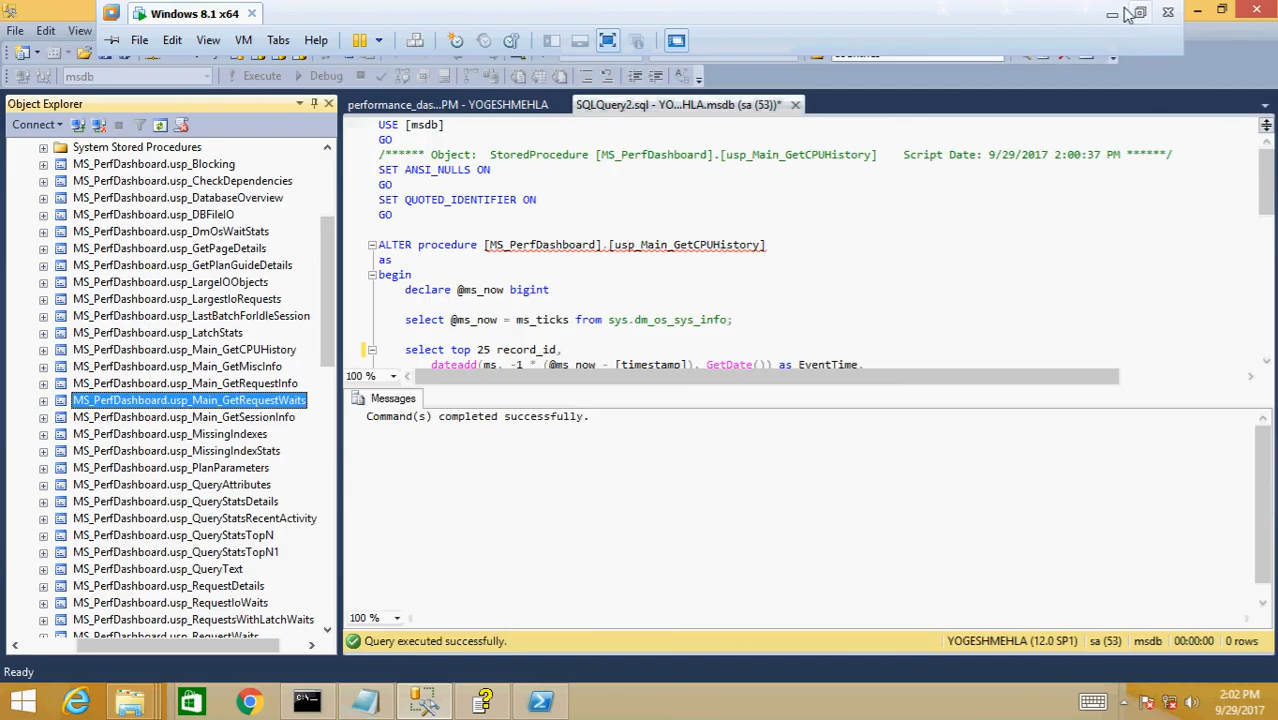 Windows 8.1 x64
File Edit View
File Edit View VM Tabs Help
msdb
Execute
Debug
Object Explorer
performance_das...PM - YOGESHMEHLA
SQLQuery2.sql - YO...HLA.msdb (sa (53))*
Connect
System Stored Procedures
MS_PerfDashboard.usp_Blocking
MS_PerfDashboard.usp_CheckDependencies
MS_PerfDashboard.usp_DatabaseOverview
MS_PerfDashboard.usp_DBFileIO
MS_PerfDashboard.usp_DmOsWaitStats
MS_PerfDashboard.usp_GetPageDetails
MS_PerfDashboard.usp_GetPlanGuideDetails
MS_PerfDashboard.usp_LargeIOObjects
MS_PerfDashboard.usp_LargestIoRequests
MS_PerfDashboard.usp_LastBatchForIdleSession
MS_PerfDashboard.usp_LatchStats
MS_PerfDashboard.usp_Main_GetCPUHistory
MS_PerfDashboard.usp_Main_GetMiscInfo
MS_PerfDashboard.usp_Main_GetRequestInfo
MS_PerfDashboard.usp_Main_GetRequestWaits
MS_PerfDashboard.usp_Main_GetSessionInfo
MS_PerfDashboard.usp_MissingIndexes
MS_PerfDashboard.usp_MissingIndexStats
MS_PerfDashboard.usp_PlanParameters
MS_PerfDashboard.usp_QueryAttributes
MS_PerfDashboard.usp_QueryStatsDetails
MS_PerfDashboard.usp_QueryStatsRecentActivity
MS_PerfDashboard.usp_QueryStatsTopN
MS_PerfDashboard.usp_QueryStatsTopN1
MS_PerfDashboard.usp_QueryText
MS_PerfDashboard.usp_RequestDetails
MS_PerfDashboard.usp_RequestIoWaits
MS_PerfDashboard.usp_RequestsWithLatchWaits
MS_PerfDashboard.usp_RequestWaits
USE [msdb]
GO
/****** Object: StoredProcedure [MS_PerfDashboard].[usp_Main_GetCPUHistory] Script Date: 9/29/2017 2:00:37 PM ******/
SET ANSI_NULLS ON
GO
SET QUOTED_IDENTIFIER ON
GO
ALTER procedure [MS_PerfDashboard].[usp_Main_GetCPUHistory]
as
begin
declare @ms_now bigint
select @ms_now = ms_ticks from sys.dm_os_sys_info;
select top 25 record_id,
dateadd(ms, -1 * (@ms_now - [timestamp]), GetDate()) as EventTime,
100 %
Messages
Command(s) completed successfully.
100 %
Query executed successfully.
YOGESHMEHLA (12.0 SP1) sa (53) msdb 00:00:00 0 rows
Ready
2:02 PM
9/29/2017